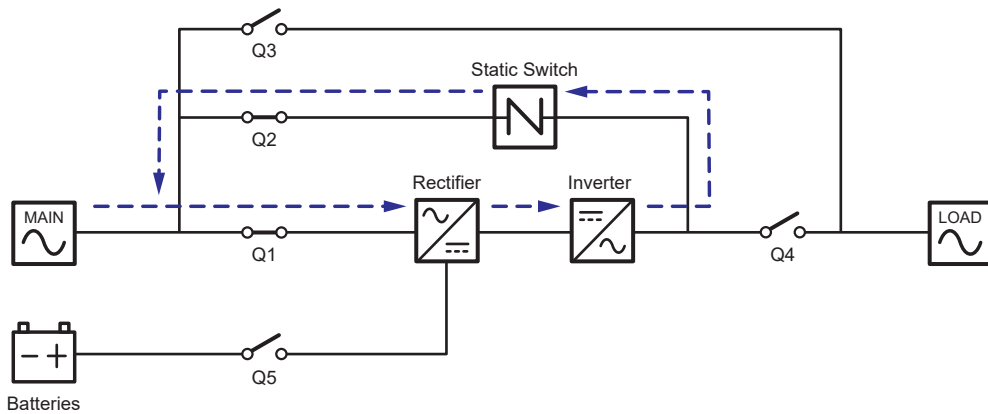 Q3
Static Switch
Q2
Rectifier
Inverter
MAIN
LOAD
Q1
Q4
Q5
Batteries